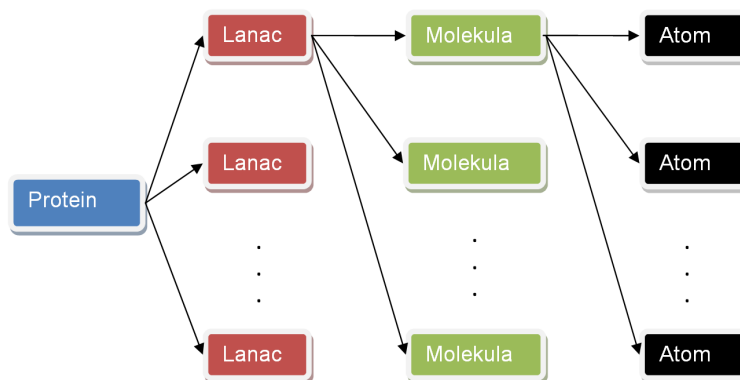 Lanac
Molekula
Atom
Lanac
Molekula
Atom
Protein
Lanac
Molekula
Atom